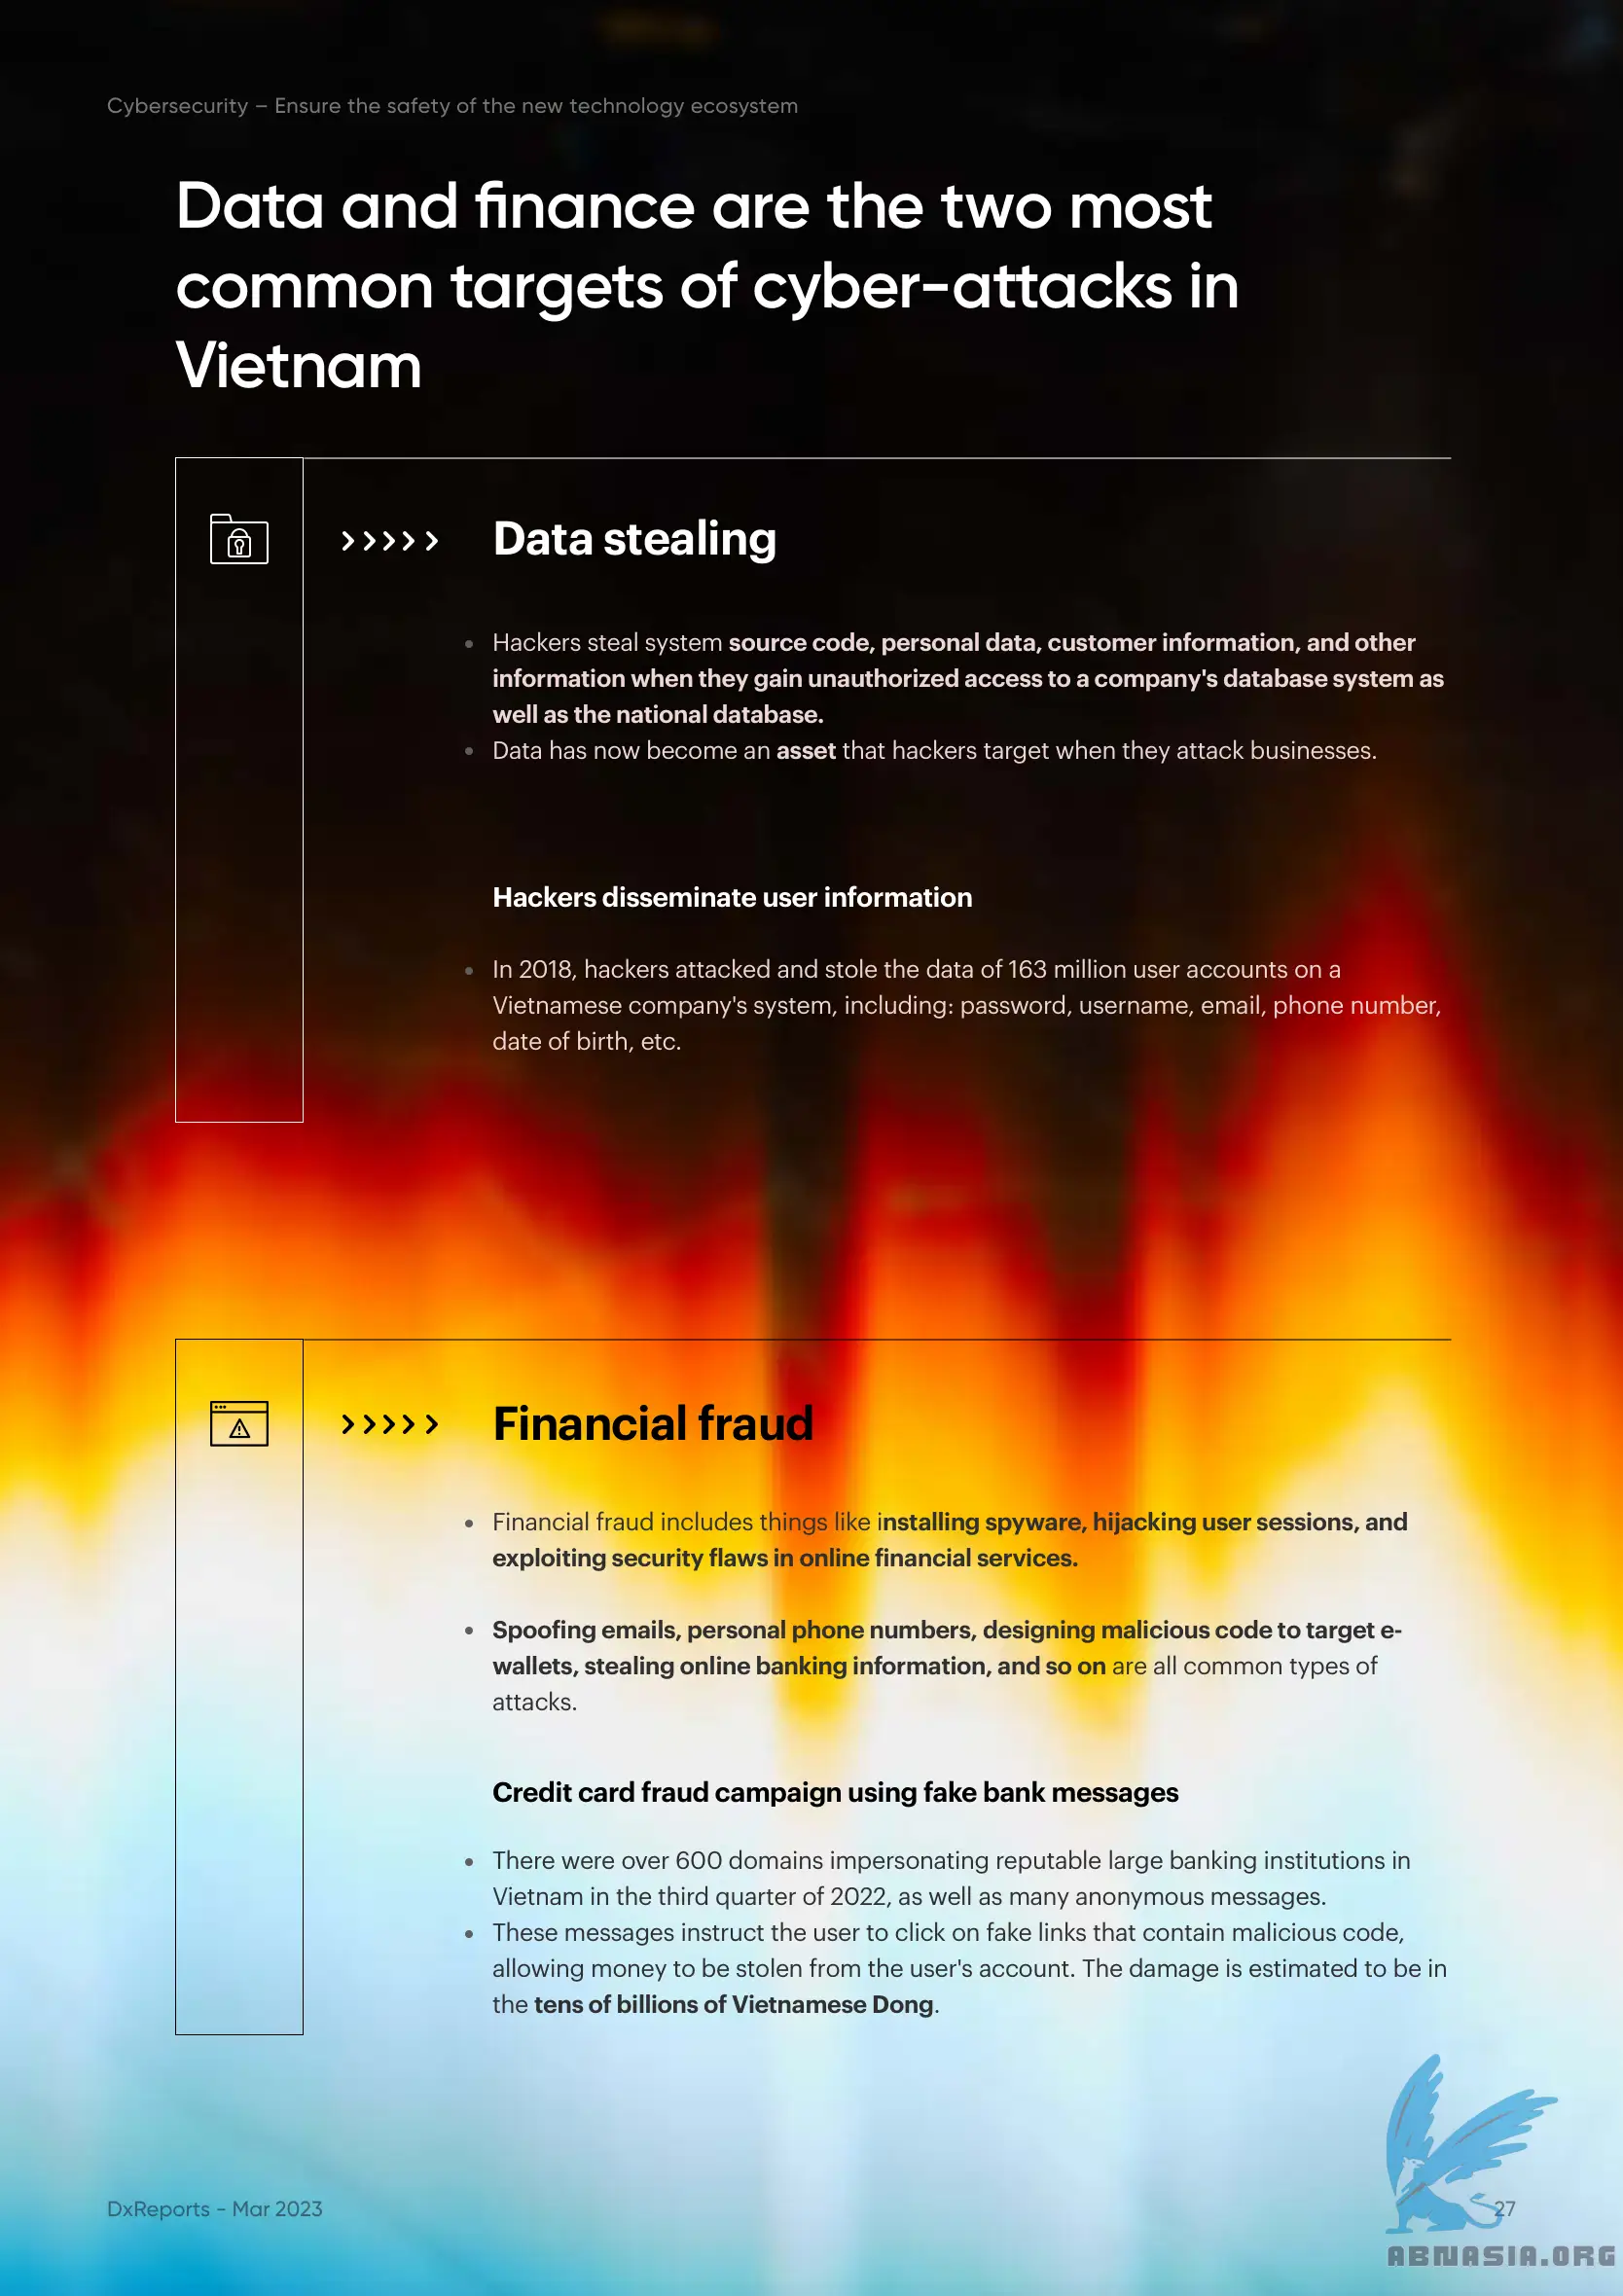 Cybersecurity – Ensure the safety of the new technology ecosystem
Data and finance are the two most
common targets of cyber-attacks in
Vietnam
Data stealing
Hackers steal system source code, personal data, customer information, and other
information when they gain unauthorized access to a company's database system as
well as the national database.
Data has now become an asset that hackers target when they attack businesses.
Hackers disseminate user information
In 2018, hackers attacked and stole the data of 163 million user accounts on a
Vietnamese company's system, including: password, username, email, phone number,
date of birth, etc.
Financial fraud
Financial fraud includes things like installing spyware, hijacking user sessions, and
exploiting security flaws in online financial services.
Spoofing emails, personal phone numbers, designing malicious code to target e-
wallets, stealing online banking information, and so on are all common types of
attacks.
Credit card fraud campaign using fake bank messages
There were over 600 domains impersonating reputable large banking institutions in
Vietnam in the third quarter of 2022, as well as many anonymous messages.
These messages instruct the user to click on fake links that contain malicious code,
allowing money to be stolen from the user's account. The damage is estimated to be in
the tens of billions of Vietnamese Dong.
DxReports - Mar 2023
27
ABNASIA.ORG